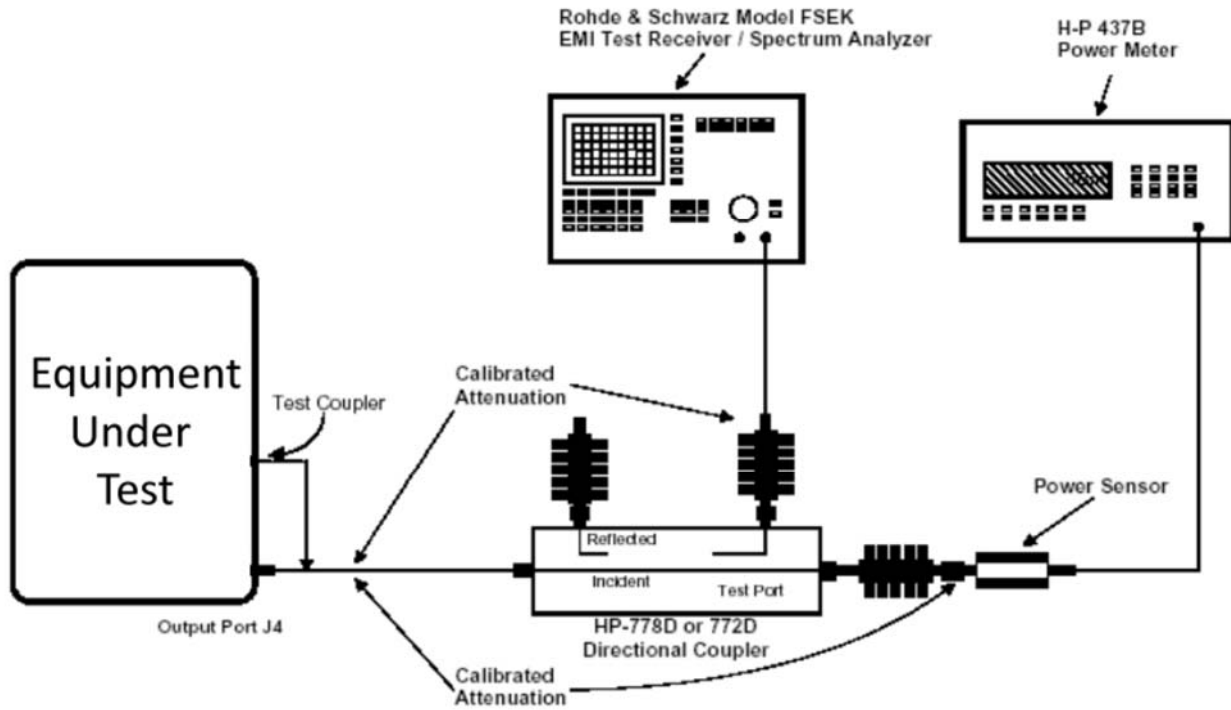 Rohde & Schwarz Model FSEK
EMI Test Receiver / Spectrum Analyzer
H-P 437B
Power Meter
Equipment
Under
Test
Test Coupler
Calibrated
Attenuation
Power Sensor
Reflected
Incident
Test Port
Output Port J4
HP-778D or 772D
Directional Coupler
Calibrated
Attenuation